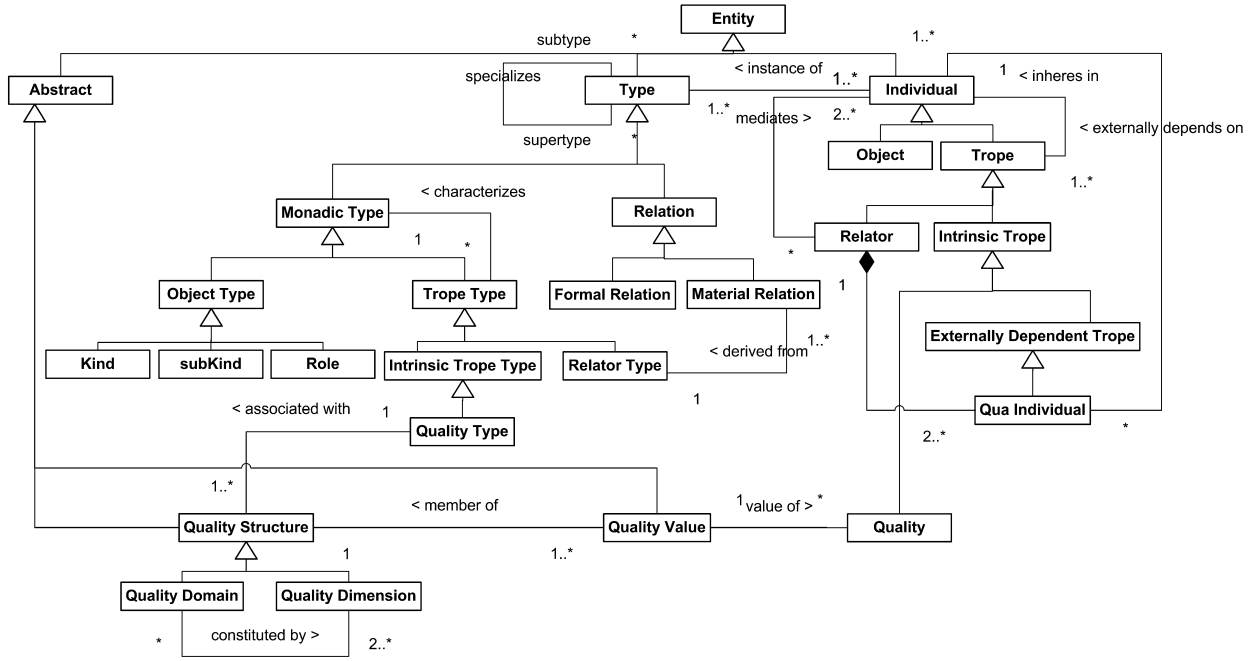 Entity
subtype
*
1..*
specializes
< instance of
1
< inheres in
Abstract
Type
1..*
Individual
1..*
mediates >
2..*
supertype
*
< externally depends on
Object
Trope
1..*
< characterizes
Monadic Type
Relation
1
*
Relator
Intrinsic Trope
*
Object Type
Trope Type
Formal Relation
Material Relation
1
Externally Dependent Trope
1..*
< derived from
Kind
subKind
Role
Intrinsic Trope Type
Relator Type
1
< associated with
1
Qua Individual
Quality Type
2..*
*
1..*
< member of
1
value of >
*
Quality Structure
Quality Value
Quality
1
1..*
Quality Domain
Quality Dimension
*
constituted by >
2..*